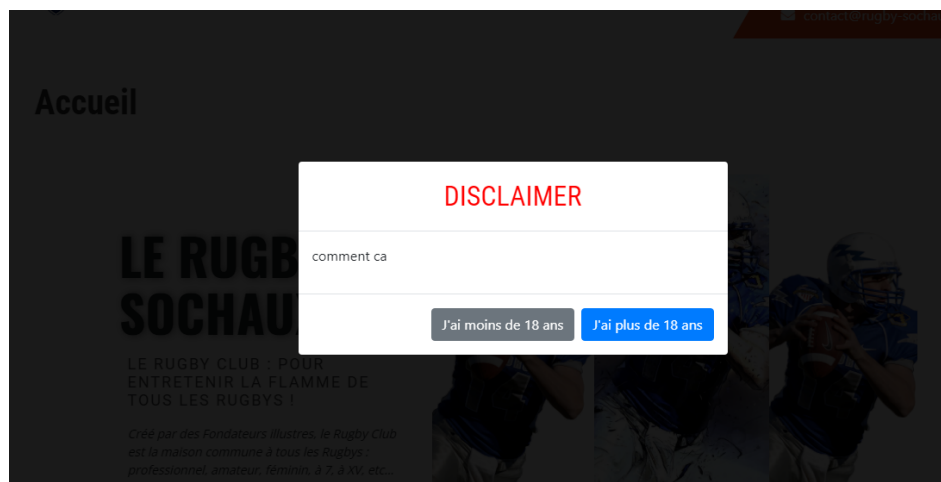 contact@rugby-sochau
Accueil
DISCLAIMER
comment ca
J'ai moins de 18 ans
J'ai plus de 18 ans
LE RUGB
SOCHAU
LE RUGBY CLUB : POUR
ENTRETENIR LA FLAMME DE
TOUS LES RUGBYS !
Créé par des Fondateurs illustres, le Rugby Club
est la maison commune à tous les Rugbys :
professionnel, amateur, féminin, à 7, à XV, etc...